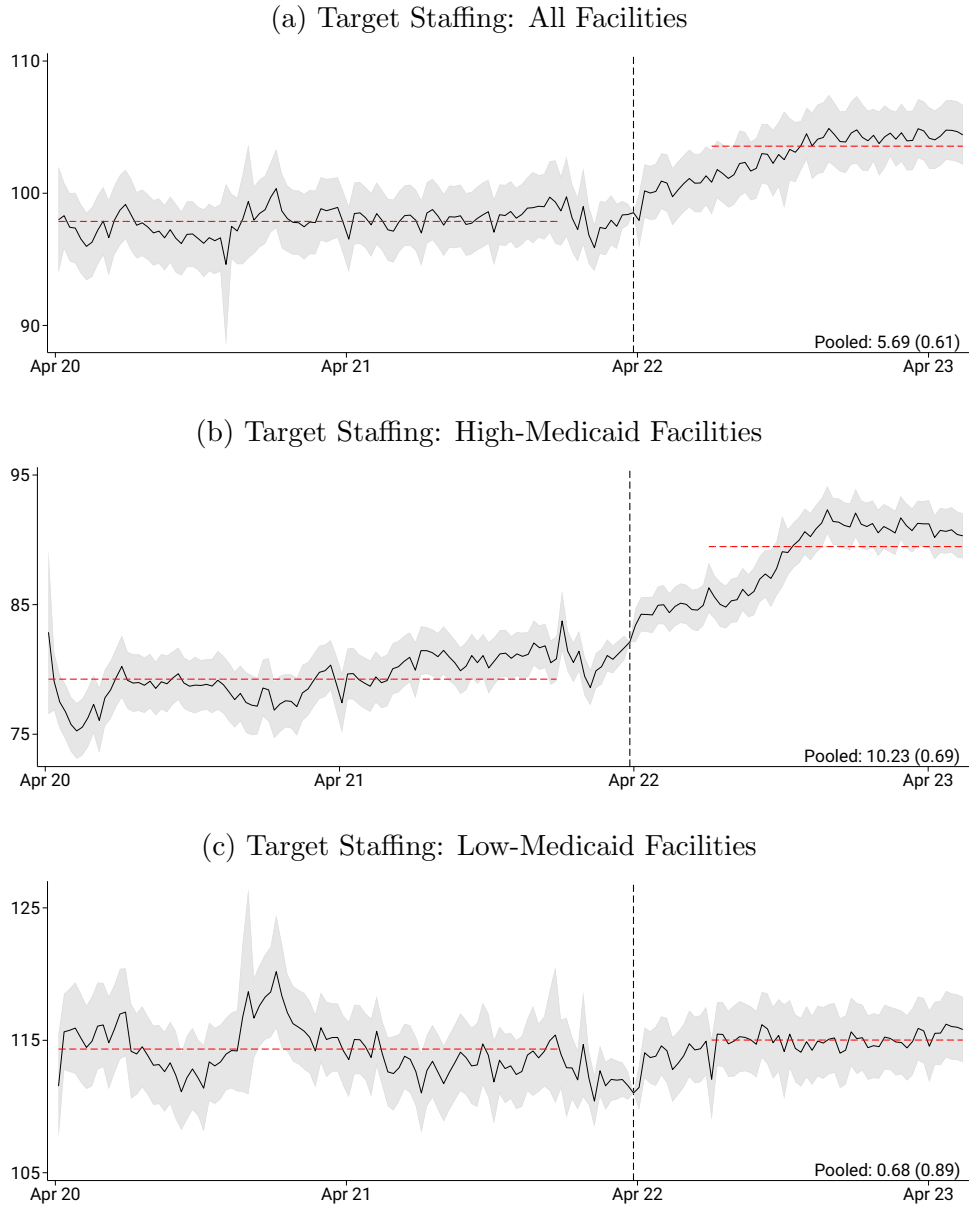 (a) Target Staffing: All Facilities
110
100
90
Pooled: 5.69 (0.61)
Apr 20 Apr 21 Apr 22 Apr 23
(b) Target Staffing: High-Medicaid Facilities
95
85
75
Pooled: 10.23 (0.69)
Apr 20 Apr 21 Apr 22 Apr 23
(c) Target Staffing: Low-Medicaid Facilities
125
115
105
Pooled: 0.68 (0.89)
Apr 20 Apr 21 Apr 22 Apr 23